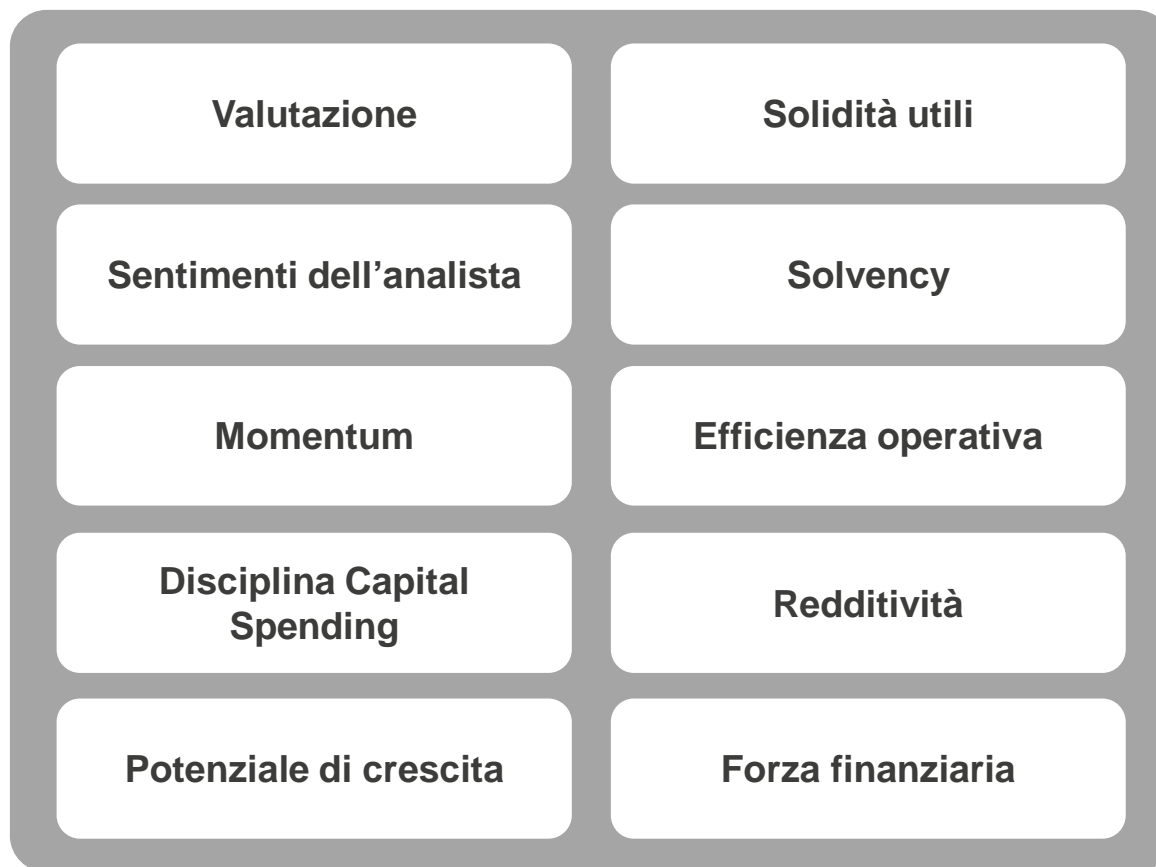 Valutazione
Solidità utili
Sentimenti dell’analista
Solvency
Momentum
Efficienza operativa
Disciplina Capital
Spending
Redditività
Potenziale di crescita
Forza finanziaria